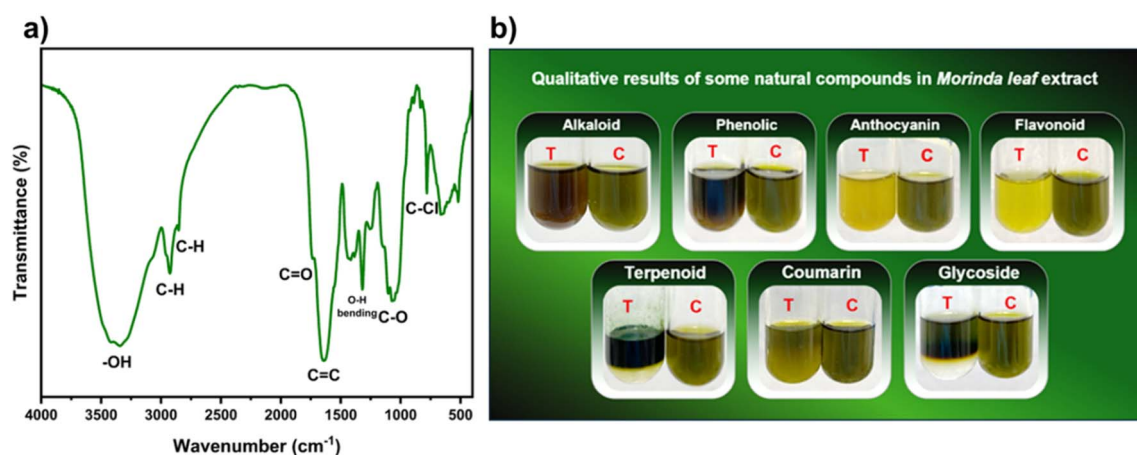 a)
Transmittance (%)
-OH
C-H
C-H
C=O
C=C
O-H
bending
C-O
C-Cl
4000 3500 3000 2500 2000 1500 1000 500
Wavenumber (cm⁻¹)
b)
Qualitative results of some natural compounds in Morinda leaf extract
Alkaloid
T C
Phenolic
T C
Anthocyanin
T C
Flavonoid
T C
Terpenoid
T C
Coumarin
T C
Glycoside
T C